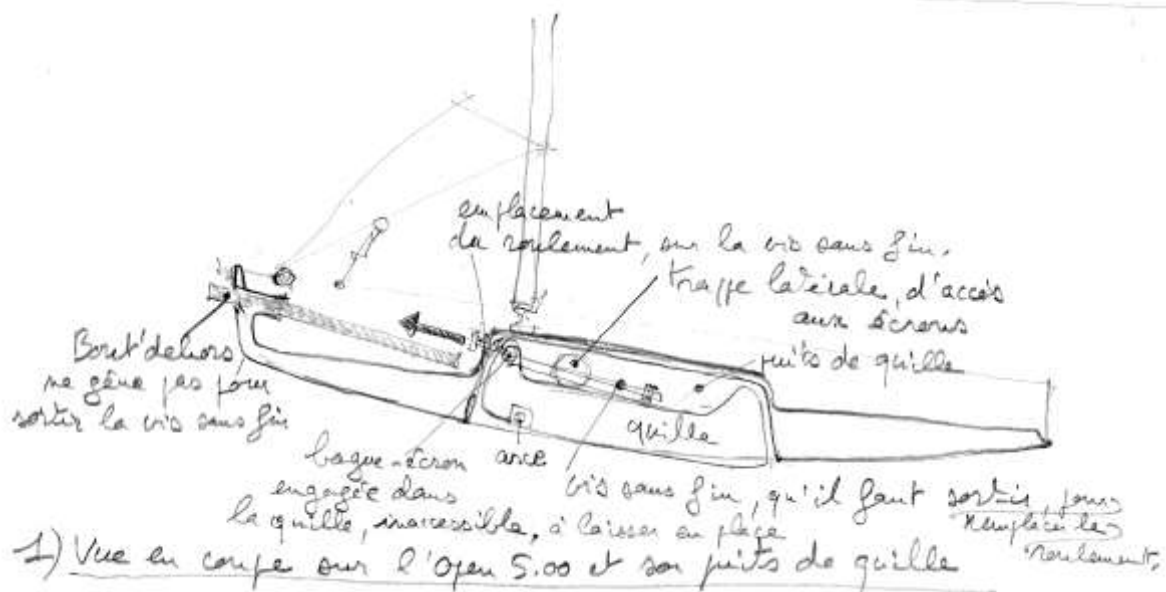 emplacement
du roulement, sur la vis sans fin.
trappe latérale, d'accès
aux écrous
puits de quille
Bout'dehors
ne gêne pas pour
sortir la vis sans fin
quille
axe
bague-écrou
engagée dans
la quille, inaccessible, à laisser en place
vis sans fin, qu'il faut sortir, pour
remplacer le
roulement.
1) Vue en coupe sur l'Open 5.00 et son puits de quille